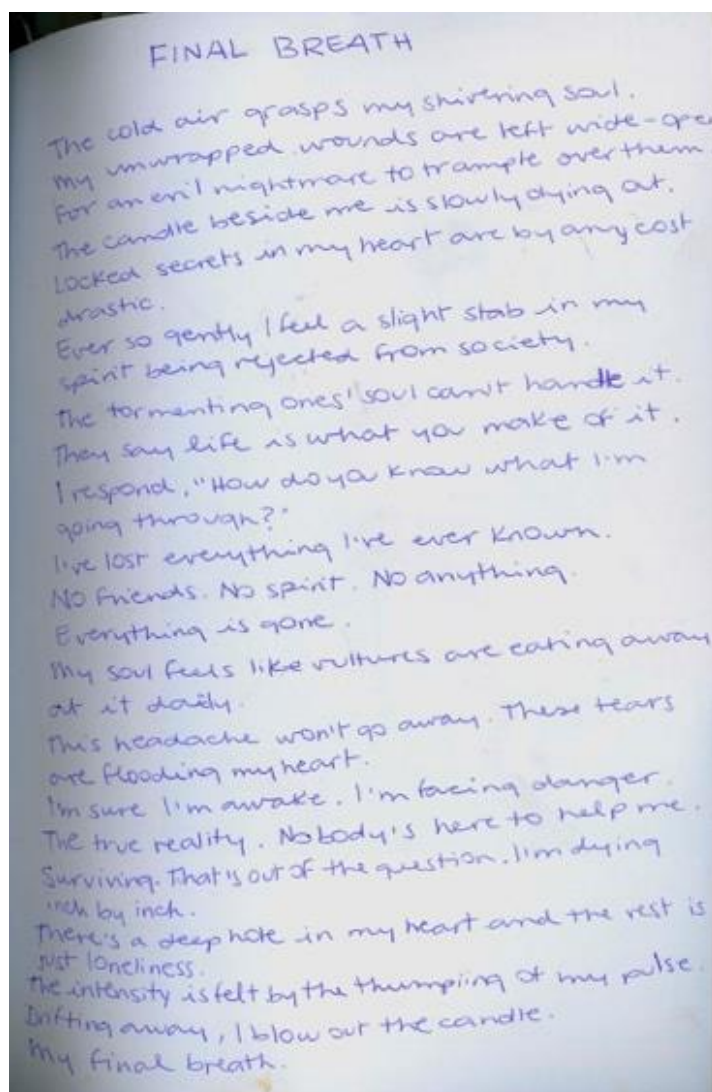 FINAL BREATH
The cold air grasps my shivering soul.
My unwrapped wounds are left wide-open
For an evil nightmare to trample over them
The candle beside me is slowly dying out.
Locked secrets in my heart are by any cost
drastic.
Ever so gently I feel a slight stab in my
spirit being rejected from society.
The tormenting ones' soul can't handle it.
They say life is what you make of it.
I respond, "How do you know what I'm
going through?"
I've lost everything I've ever known.
No friends. No spirit. No anything.
Everything is gone.
My soul feels like vultures are eating away
at it daily.
This headache won't go away. These tears
are flooding my heart.
I'm sure I'm awake. I'm facing danger.
The true reality. Nobody's here to help me.
Surviving. That's out of the question. I'm dying
inch by inch.
There's a deep hole in my heart and the rest is
just loneliness.
The intensity is felt by the thumpiing of my pulse.
Drifting away, I blow out the candle.
My final breath.